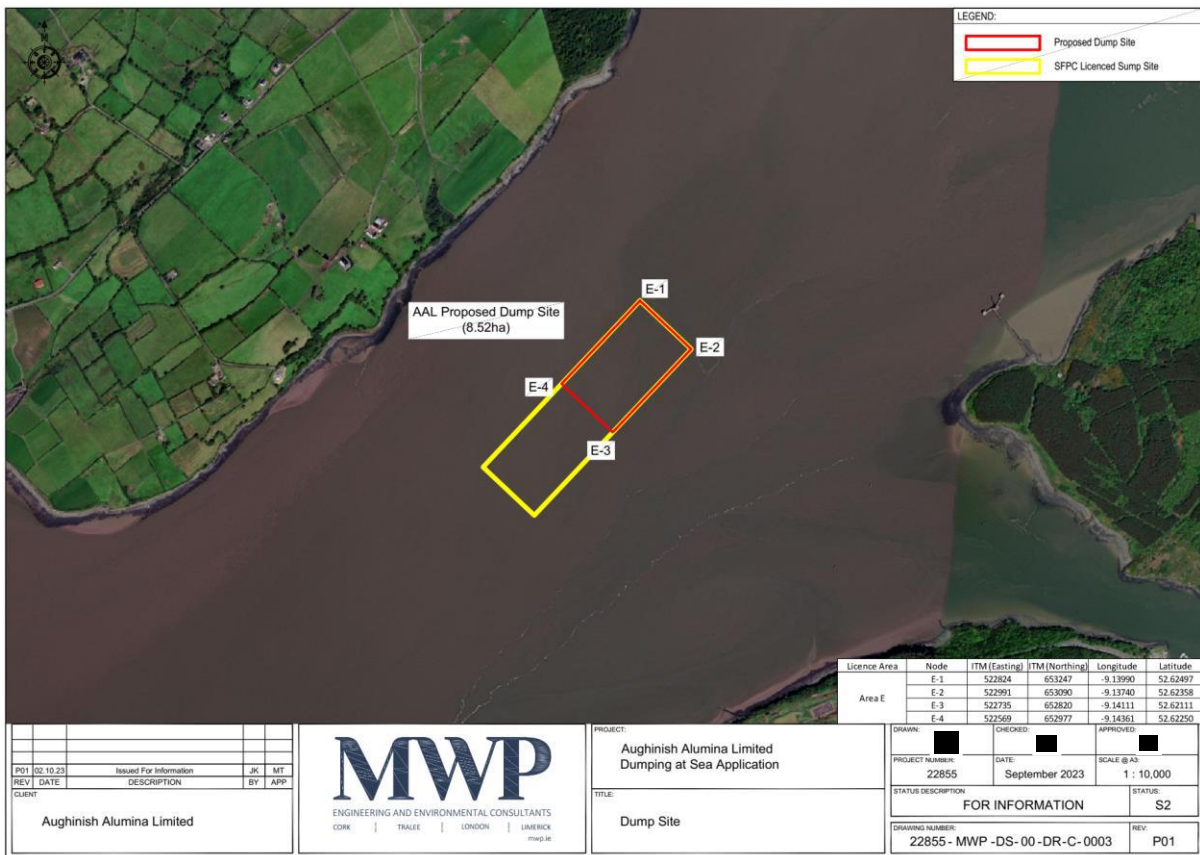 N
LEGEND:
Proposed Dump Site
SFPC Licenced Sump Site
E-1
AAL Proposed Dump Site
(8.52ha)
E-2
E-4
E-3
Licence Area Node ITM (Easting) ITM (Northing) Longitude Latitude
Area E
E-1 522824 653247 -9.13990 52.62497
E-2 522991 653090 -9.13740 52.62358
E-3 522735 652820 -9.14111 52.62111
E-4 522569 652977 -9.14361 52.62250
P01 02.10.23 Issued For Information JK MT
REV DATE DESCRIPTION BY APP
CLIENT
Aughinish Alumina Limited
MWP
ENGINEERING AND ENVIRONMENTAL CONSULTANTS
CORK | TRALEE | LONDON | LIMERICK
mwp.ie
PROJECT:
Aughinish Alumina Limited
Dumping at Sea Application
TITLE:
Dump Site
DRAWN: CHECKED: APPROVED:
PROJECT NUMBER: DATE: SCALE @ A3:
22855 September 2023 1 : 10,000
STATUS DESCRIPTION STATUS:
FOR INFORMATION S2
DRAWING NUMBER: REV:
22855- MWP -DS- 00 -DR- C- 0003 P01